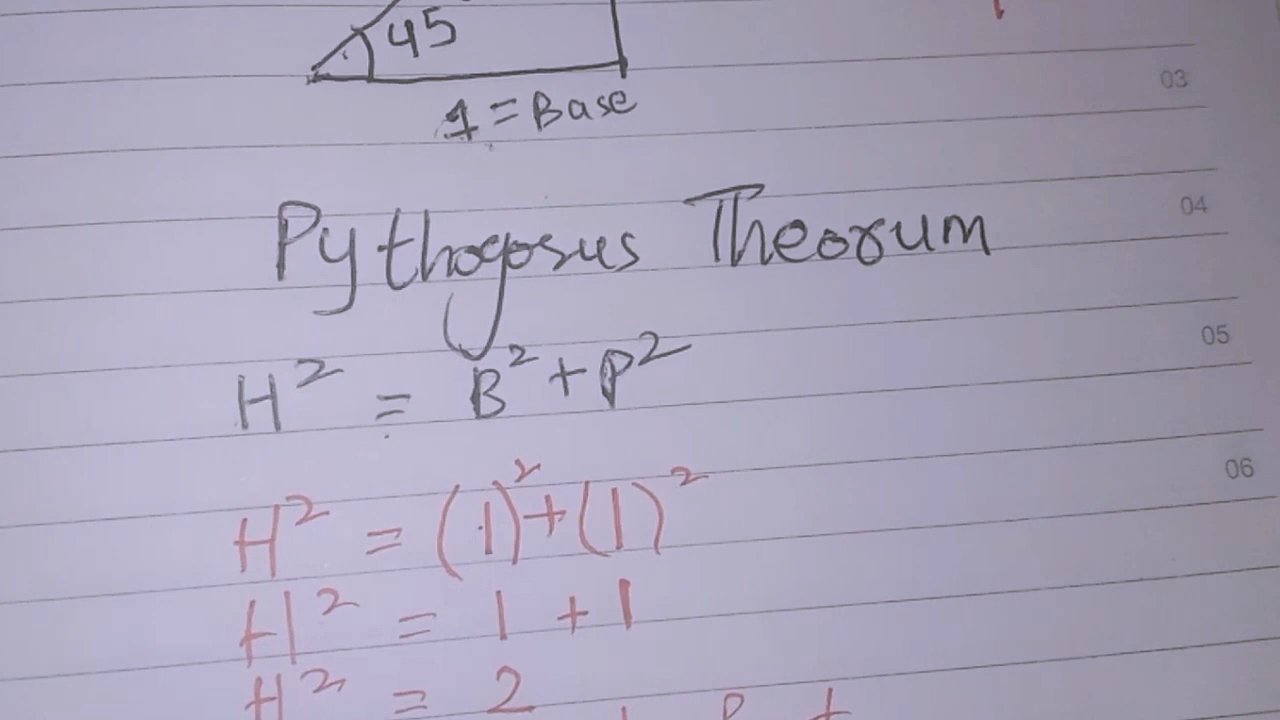 45
1 = Base
03
Pythogosus Theorum
04
H² = B² + P²
05
H² = (1)² + (1)²
06
H² = 1 + 1
H² = 2